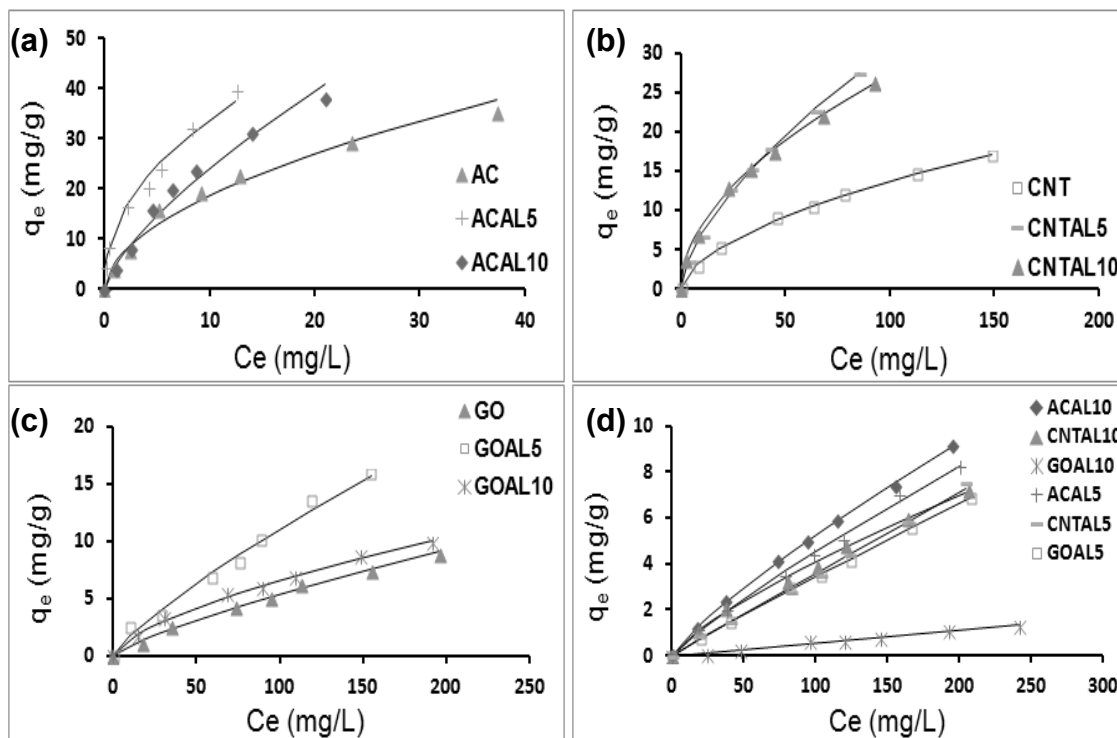 (a)
50
40
30
20
10
0
qe (mg/g)
0 10 20 30 40
Ce (mg/L)
AC
ACAL5
ACAL10
(b)
30
25
20
15
10
5
0
qe (mg/g)
0 50 100 150 200
Ce (mg/L)
CNT
CNTAL5
CNTAL10
(c)
20
15
10
5
0
qe (mg/g)
0 50 100 150 200 250
Ce (mg/L)
GO
GOAL5
GOAL10
(d)
10
8
6
4
2
0
qe (mg/g)
0 50 100 150 200 250 300
Ce (mg/L)
ACAL10
CNTAL10
GOAL10
ACAL5
CNTAL5
GOAL5